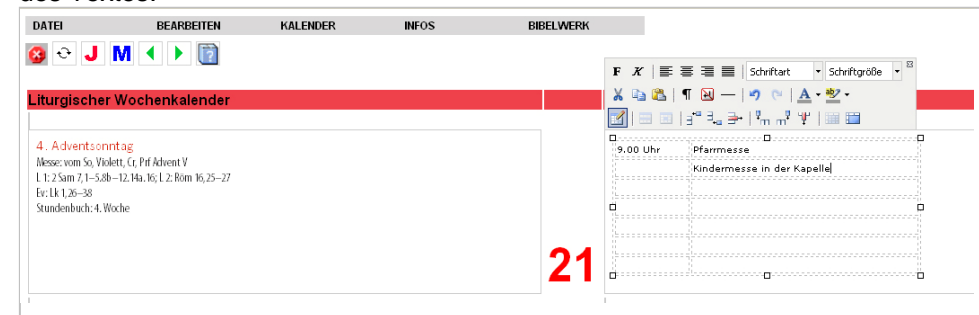 DATEI BEARBEITEN KALENDER INFOS BIBELWERK
J M
F K Schriftart Schriftgröße
Liturgischer Wochenkalender
4. Adventsonntag
Messe: vom So, Violett, Cr, Prf Advent V
L 1: 2 Sam 7,1–5.8b–12.14a.16; L 2: Röm 16,25–27
Ev: Lk 1,26–38
Stundenbuch: 4. Woche
21
9.00 Uhr Pfarrmesse
Kindermesse in der Kapelle